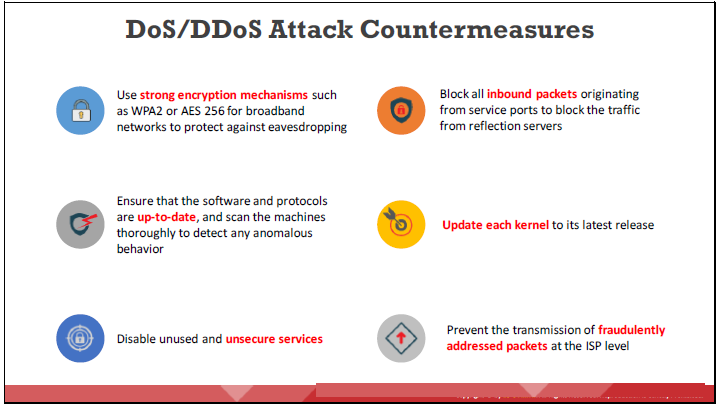 DoS/DDoS Attack Countermeasures
Use strong encryption mechanisms such
as WPA2 or AES 256 for broadband
networks to protect against eavesdropping
Block all inbound packets originating
from service ports to block the traffic
from reflection servers
Ensure that the software and protocols
are up-to-date, and scan the machines
thoroughly to detect any anomalous
behavior
Update each kernel to its latest release
Disable unused and unsecure services
Prevent the transmission of fraudulently
addressed packets at the ISP level